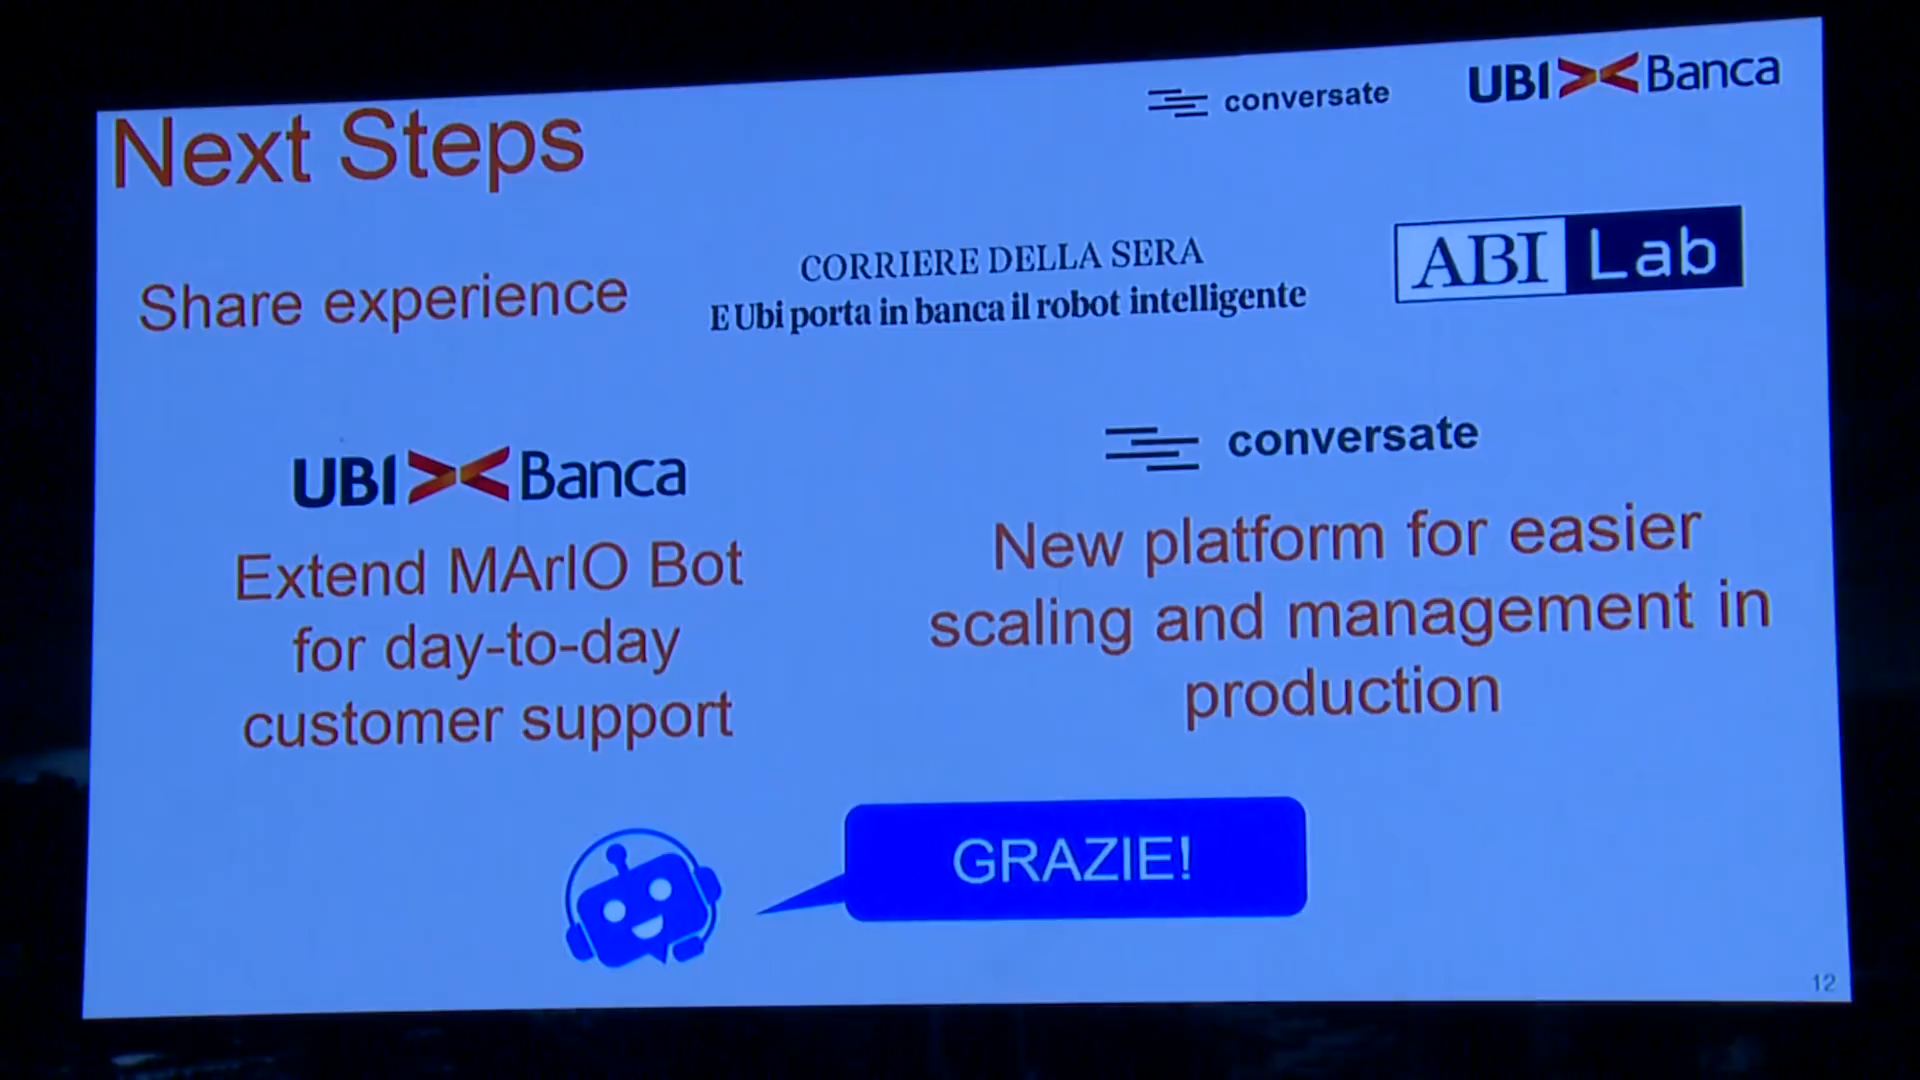 conversate
UBI Banca
Next Steps
Share experience
CORRIERE DELLA SERA
E Ubi porta in banca il robot intelligente
ABI Lab
UBI Banca
Extend MArIO Bot
for day-to-day
customer support
conversate
New platform for easier
scaling and management in
production
GRAZIE!
12